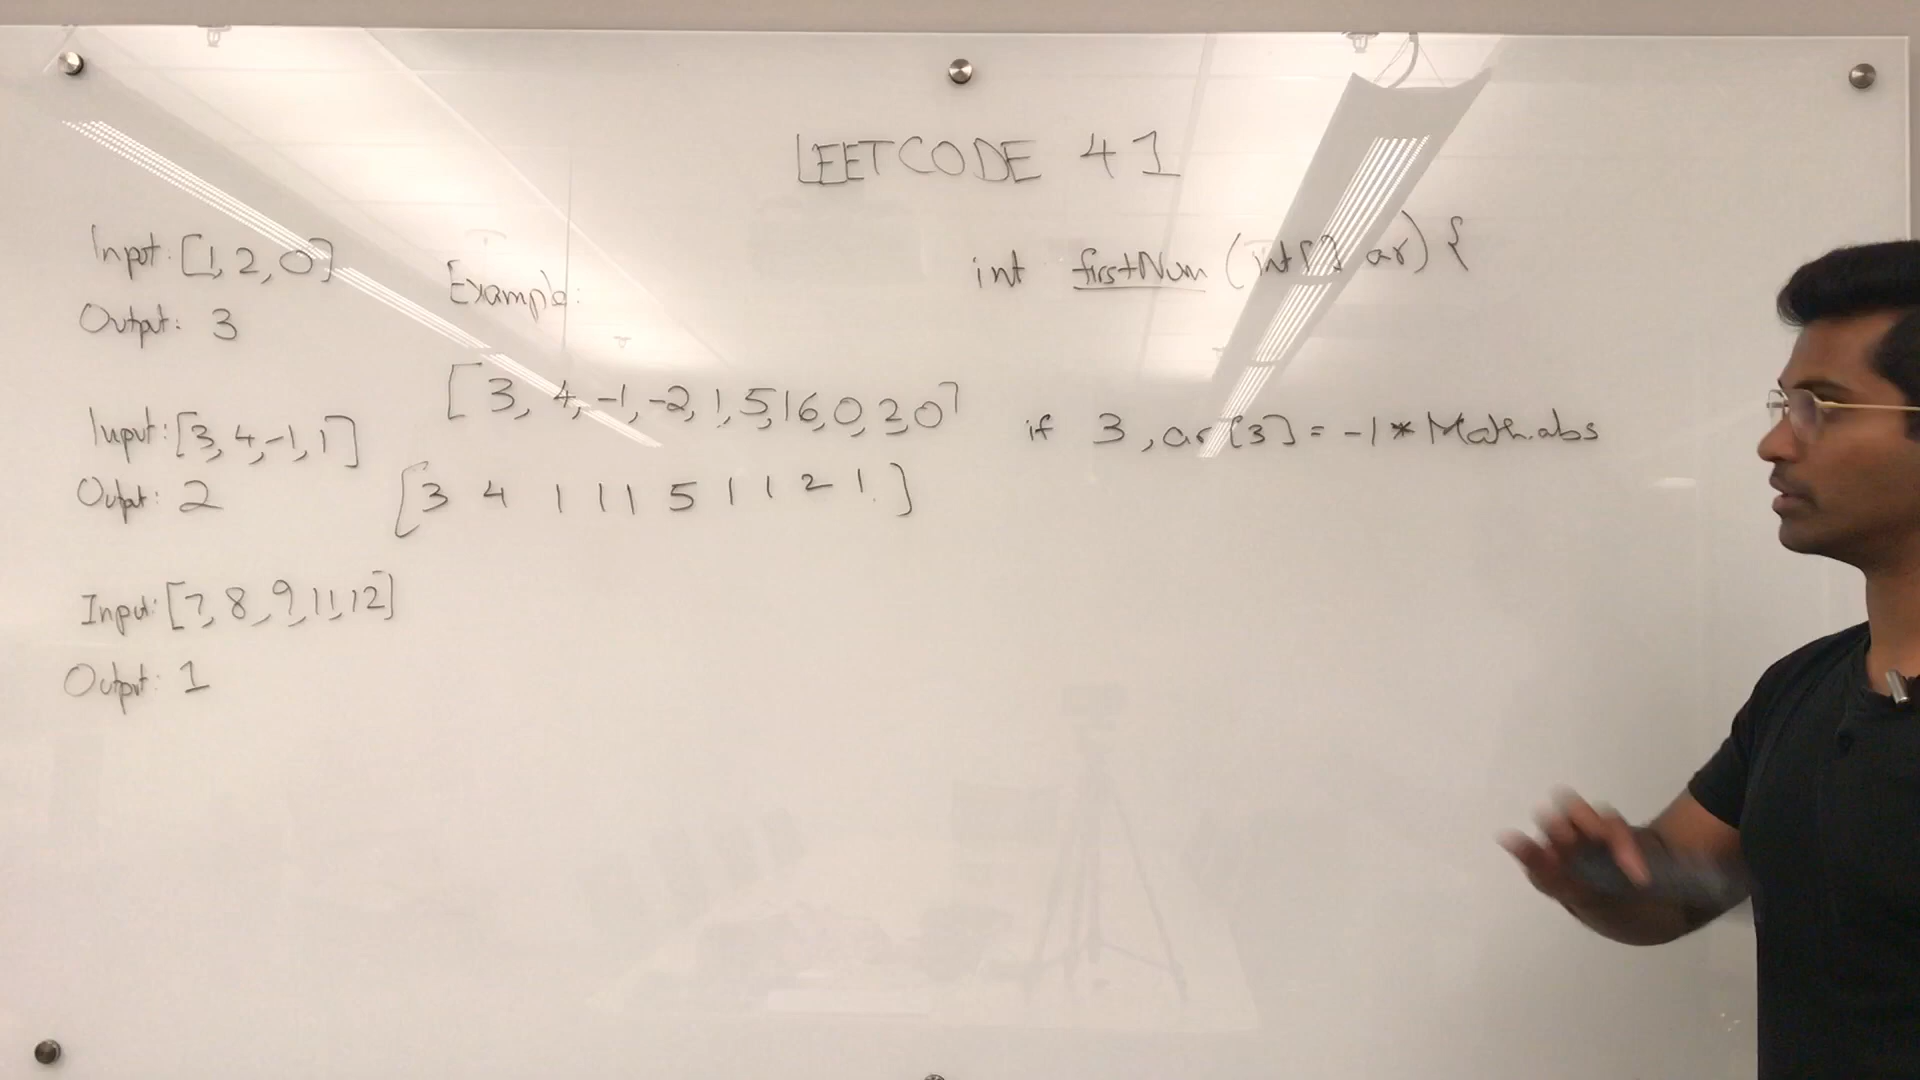 LEETCODE 41
Input: [1, 2, 0]
Output: 3
Input: [3, 4, -1, 1]
Output: 2
Input: [7, 8, 9, 11, 12]
Output: 1
Example:
[3, 4, -1, -2, 1, 5, 16, 0, 2, 0]
[3 4 1 1 1 5 1 1 2 1]
int firstNum (int[] ar) {
if 3, ar[3] = -1 * Math.abs